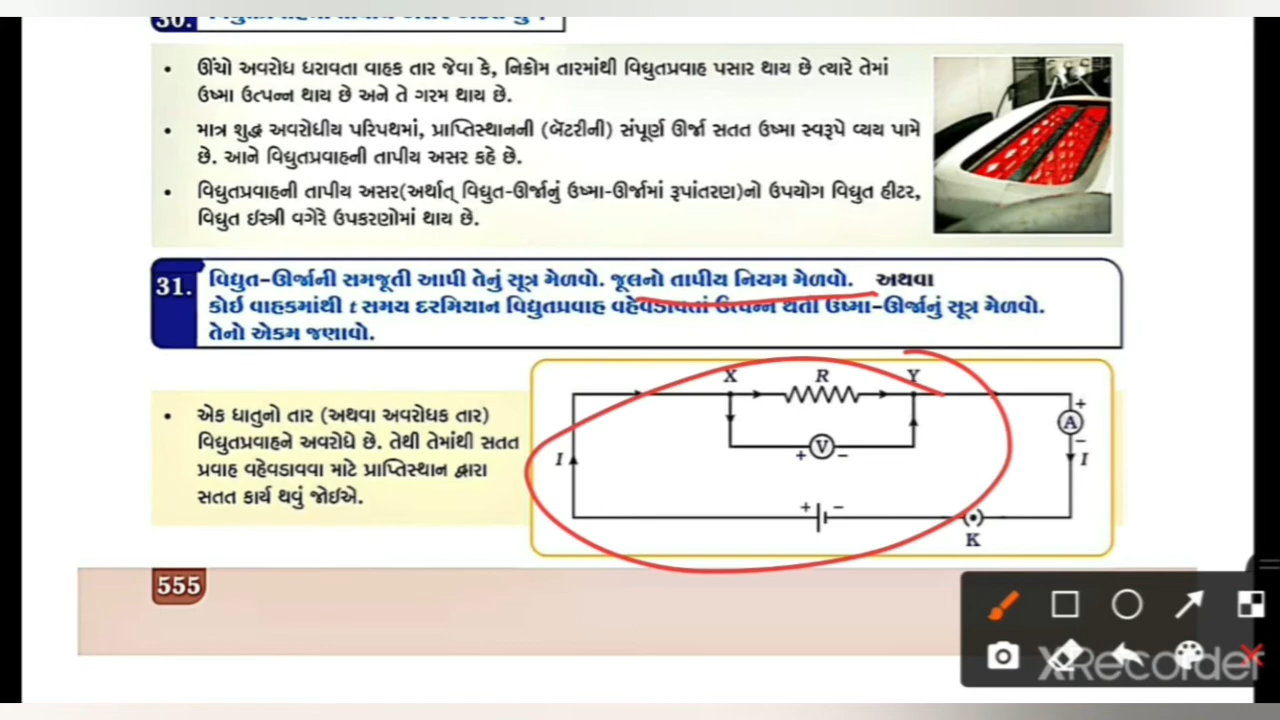 30.
ઊંચો અવરોધ ધરાવતા વાહક તાર જેવા કે, નિક્રોમ તારમાંથી વિદ્યુતપ્રવાહ પસાર થાય છે ત્યારે તેમાં
ઉષ્મા ઉત્પન્ન થાય છે અને તે ગરમ થાય છે.
માત્ર શુદ્ધ અવરોધીય પરિપથમાં, પ્રાપ્તિસ્થાનની (બૅટરીની) સંપૂર્ણ ઊર્જા સતત ઉષ્મા સ્વરૂપે વ્યય પામે
છે. આને વિદ્યુતપ્રવાહની તાપીય અસર કહે છે.
વિદ્યુતપ્રવાહની તાપીય અસર(અર્થાત્ વિદ્યુત-ઊર્જાનું ઉષ્મા-ઊર્જામાં રૂપાંતરણ)નો ઉપયોગ વિદ્યુત હીટર,
વિદ્યુત ઈસ્ત્રી વગેરે ઉપકરણોમાં થાય છે.
31. વિદ્યુત-ઊર્જાની સમજૂતી આપી તેનું સૂત્ર મેળવો. જૂલનો તાપીય નિયમ મેળવો. અથવા
કોઈ વાહકમાંથી t સમય દરમિયાન વિદ્યુતપ્રવાહ વહેવડાવતાં ઉત્પન્ન થતી ઉષ્મા-ઊર્જાનું સૂત્ર મેળવો.
તેનો એકમ જણાવો.
X R Y
+ A -
+ V -
I
I
+ -
K
એક ધાતુનો તાર (અથવા અવરોધક તાર)
વિદ્યુતપ્રવાહને અવરોધે છે. તેથી તેમાંથી સતત
પ્રવાહ વહેવડાવવા માટે પ્રાપ્તિસ્થાન દ્વારા
સતત કાર્ય થવું જોઈએ.
555
XRecorder